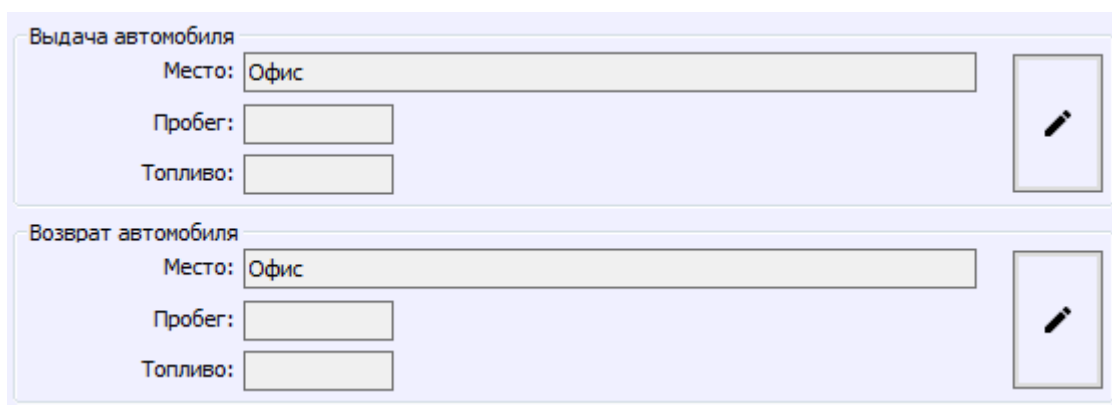 Выдача автомобиля
Место: Офис
Пробег:
Топливо:
Возврат автомобиля
Место: Офис
Пробег:
Топливо: